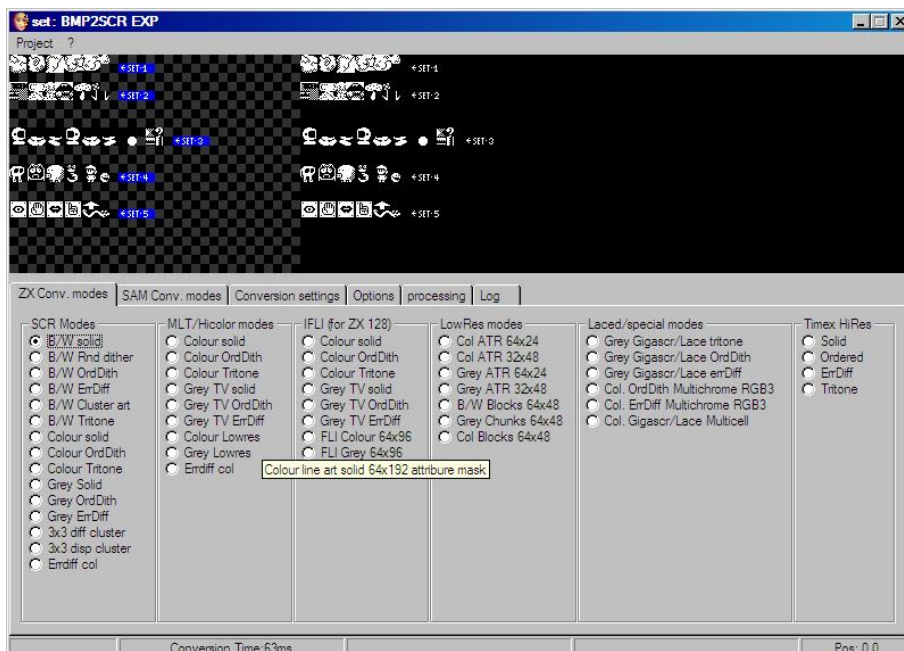 set: BMP2SCR EXP
Project ?
←SET-1 ←SET-1
←SET-2 ←SET-2
←SET-3 ←SET-3
←SET-4 ←SET-4
←SET-5 ←SET-5
ZX Conv. modes SAM Conv. modes Conversion settings Options processing Log
SCR Modes
B/W solid
B/W Rnd dither
B/W OrdDith
B/W ErrDiff
B/W Cluster art
B/W Tritone
Colour solid
Colour OrdDith
Colour Tritone
Grey Solid
Grey OrdDith
Grey ErrDiff
3x3 diff cluster
3x3 disp cluster
Errdiff col
MLT/Hicolor modes
Colour solid
Colour OrdDith
Colour Tritone
Grey TV solid
Grey TV OrdDith
Grey TV ErrDiff
Colour Lowres
Grey Lowres
Errdiff col
IFLI (for ZX 128)
Colour solid
Colour OrdDith
Colour Tritone
Grey TV solid
Grey TV OrdDith
Grey TV ErrDiff
FLI Colour 64x96
FLI Grey 64x96
Colour line art solid 64x192 attribure mask
LowRes modes
Col ATR 64x24
Col ATR 32x48
Grey ATR 64x24
Grey ATR 32x48
B/W Blocks 64x48
Grey Chunks 64x48
Col Blocks 64x48
Laced/special modes
Grey Gigascr/Lace tritone
Grey Gigascr/Lace OrdDith
Grey Gigascr/Lace errDiff
Col. OrdDith Multichrome RGB3
Col. ErrDiff Multichrome RGB3
Col. Gigascr/Lace Multicell
Timex HiRes
Solid
Ordered
ErrDiff
Tritone
Conversion Time:63ms Pos: 0,0